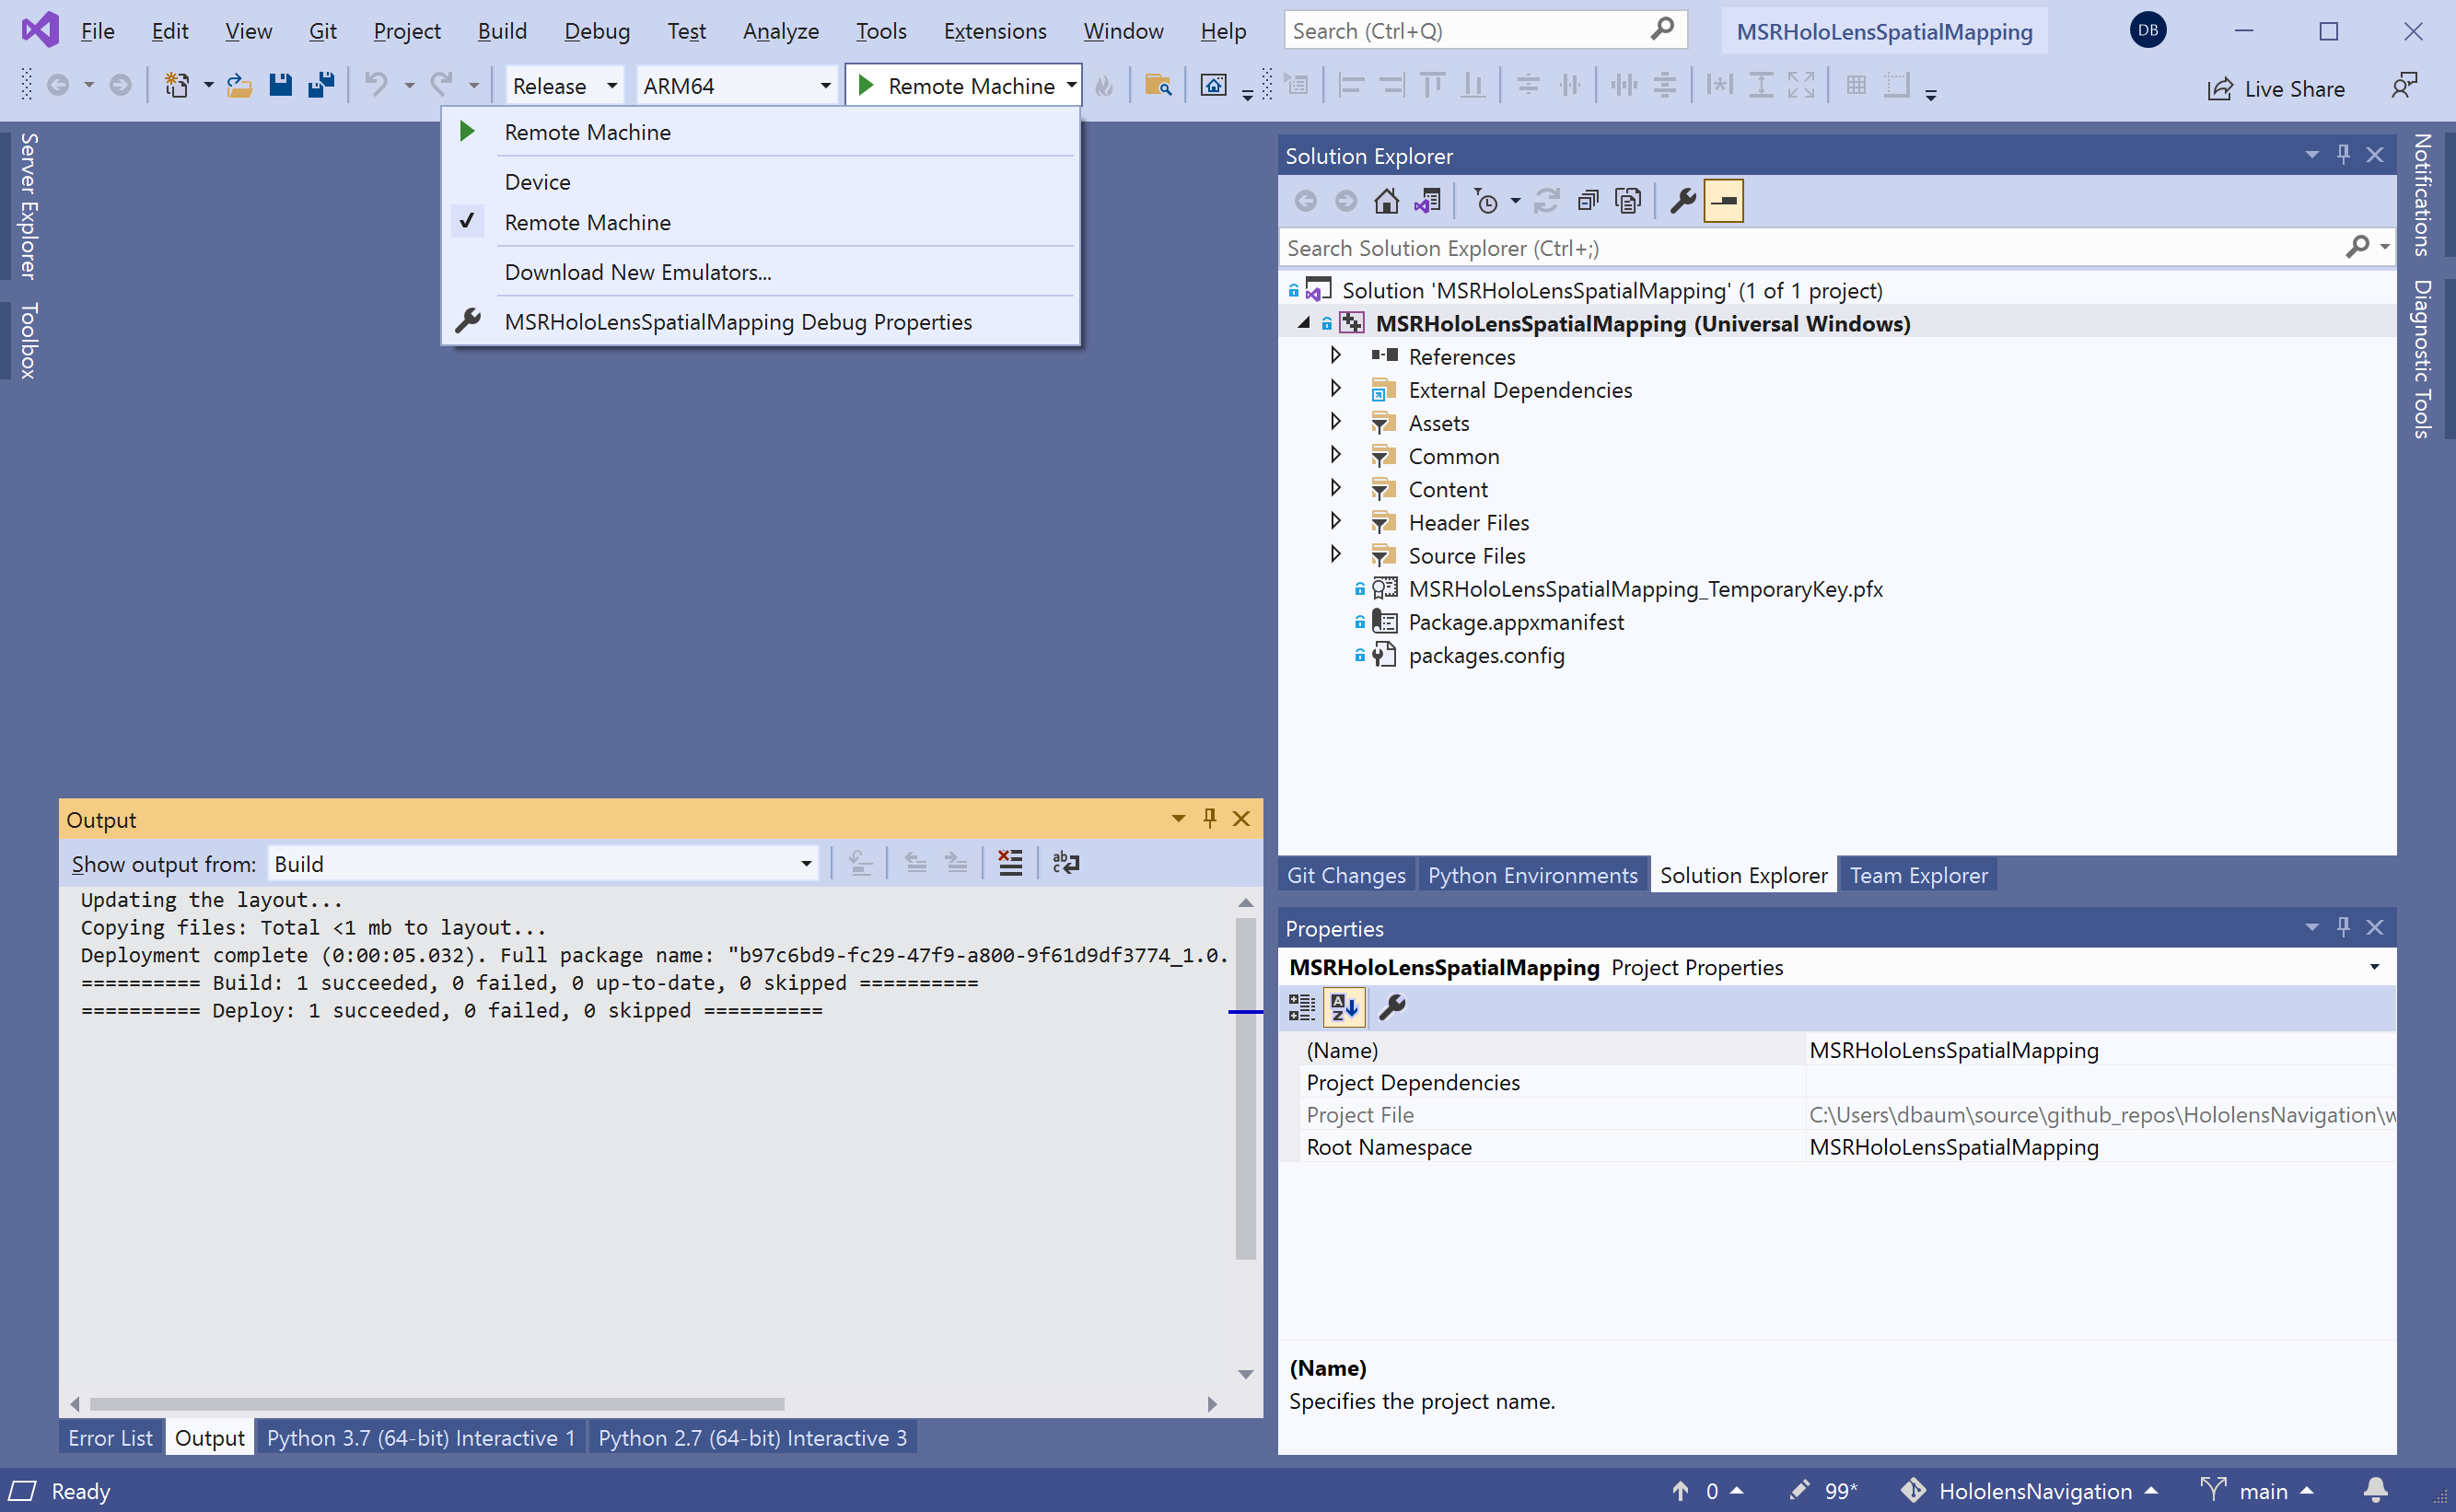 File Edit View Git Project Build Debug Test Analyze Tools Extensions Window Help Search (Ctrl+Q) MSRHoloLensSpatialMapping DB
Release ARM64 Remote Machine Live Share
Remote Machine
Device
Remote Machine
Download New Emulators...
MSRHoloLensSpatialMapping Debug Properties
Server Explorer
Toolbox
Solution Explorer
Search Solution Explorer (Ctrl+;)
Solution 'MSRHoloLensSpatialMapping' (1 of 1 project)
MSRHoloLensSpatialMapping (Universal Windows)
References
External Dependencies
Assets
Common
Content
Header Files
Source Files
MSRHoloLensSpatialMapping_TemporaryKey.pfx
Package.appxmanifest
packages.config
Git Changes Python Environments Solution Explorer Team Explorer
Notifications
Diagnostic Tools
Output
Show output from: Build
Updating the layout...
Copying files: Total <1 mb to layout...
Deployment complete (0:00:05.032). Full package name: "b97c6bd9-fc29-47f9-a800-9f61d9df3774_1.0.
========== Build: 1 succeeded, 0 failed, 0 up-to-date, 0 skipped ==========
========== Deploy: 1 succeeded, 0 failed, 0 skipped ==========
Error List Output Python 3.7 (64-bit) Interactive 1 Python 2.7 (64-bit) Interactive 3
Properties
MSRHoloLensSpatialMapping Project Properties
(Name) MSRHoloLensSpatialMapping
Project Dependencies
Project File C:\Users\dbaum\source\github_repos\HololensNavigation\w
Root Namespace MSRHoloLensSpatialMapping
(Name)
Specifies the project name.
Ready 0 99* HololensNavigation main